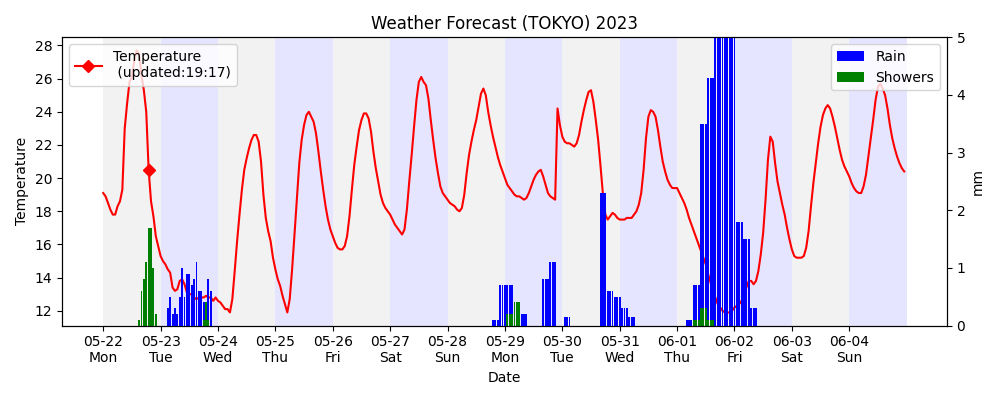 Weather Forecast (TOKYO) 2023
Temperature
(updated:19:17)
Rain
Showers
Temperature
28
26
24
22
20
18
16
14
12
5
4
3
2
1
0
mm
05-22 05-23 05-24 05-25 05-26 05-27 05-28 05-29 05-30 05-31 06-01 06-02 06-03 06-04
Mon Tue Wed Thu Fri Sat Sun Mon Tue Wed Thu Fri Sat Sun
Date